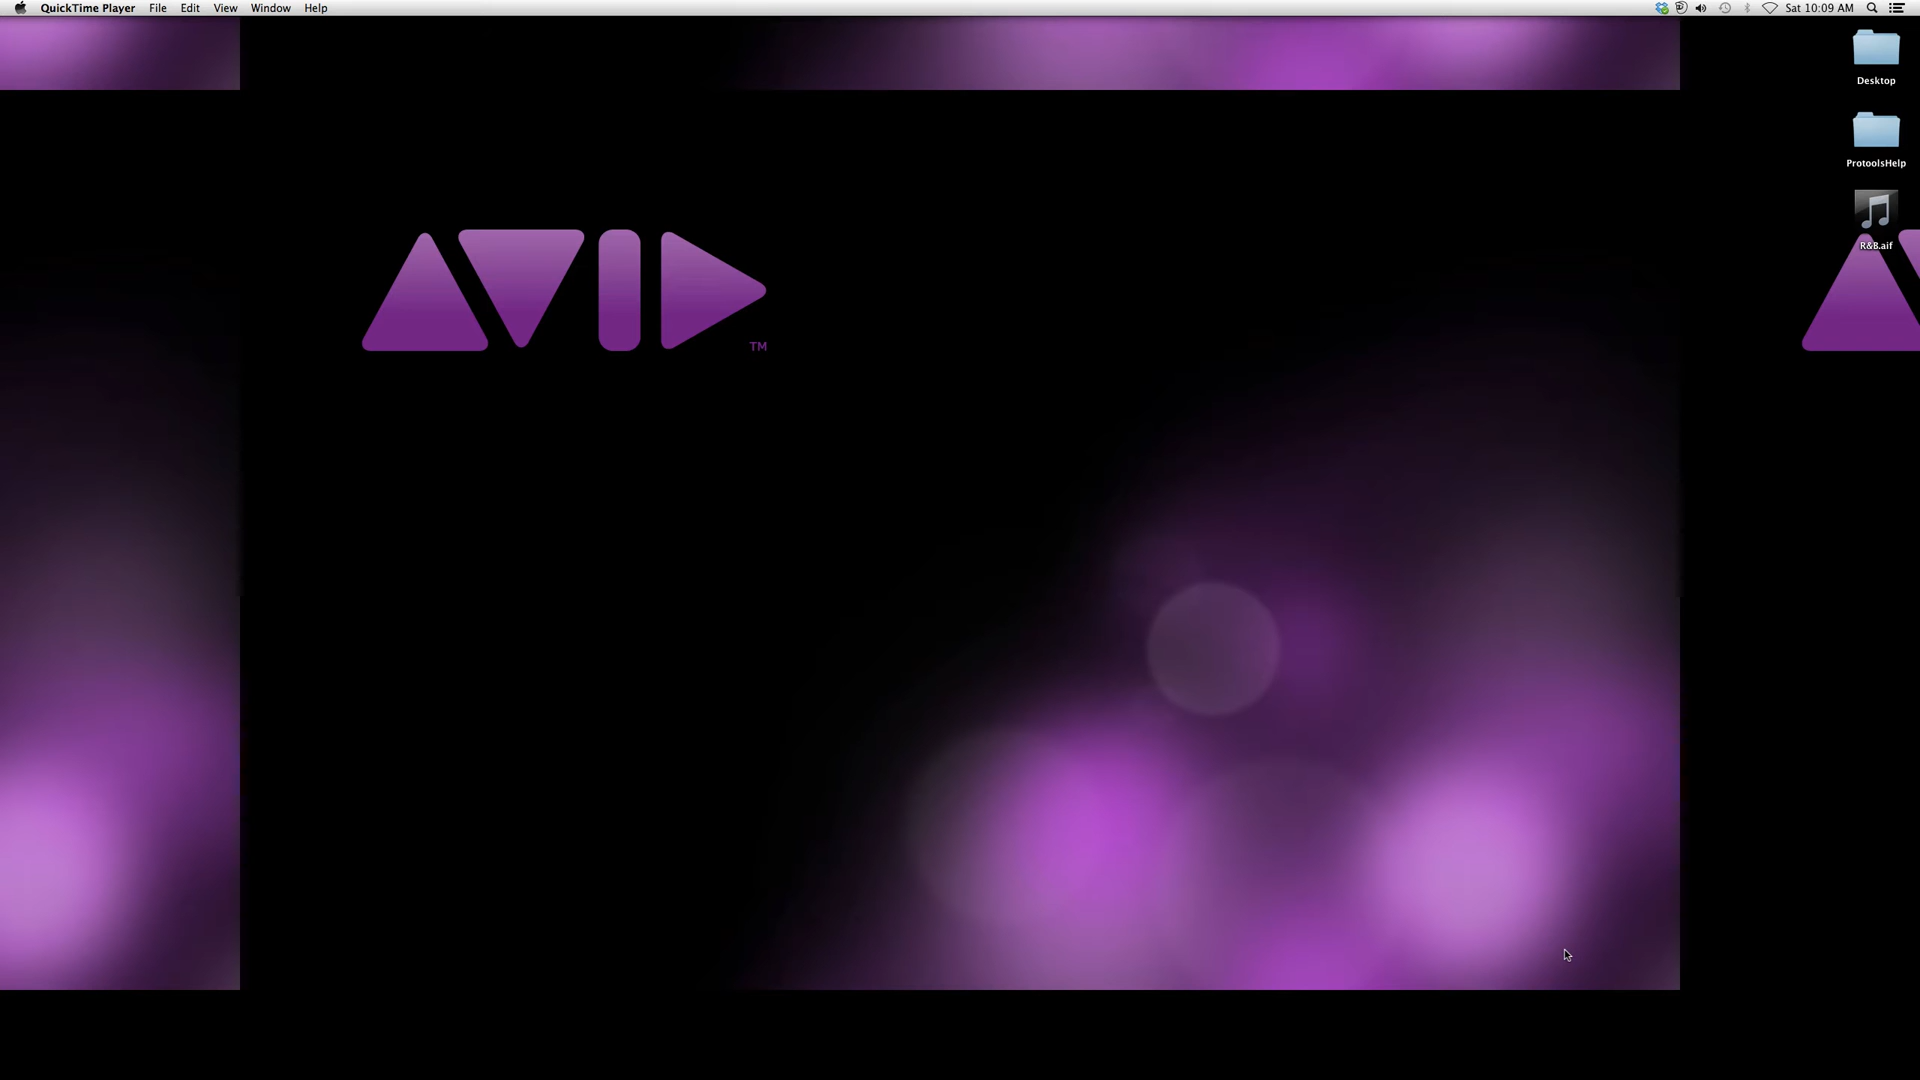 QuickTime Player File Edit View Window Help Sat 10:09 AM
Desktop
ProtoolsHelp
R&B.aif
AVID
TM